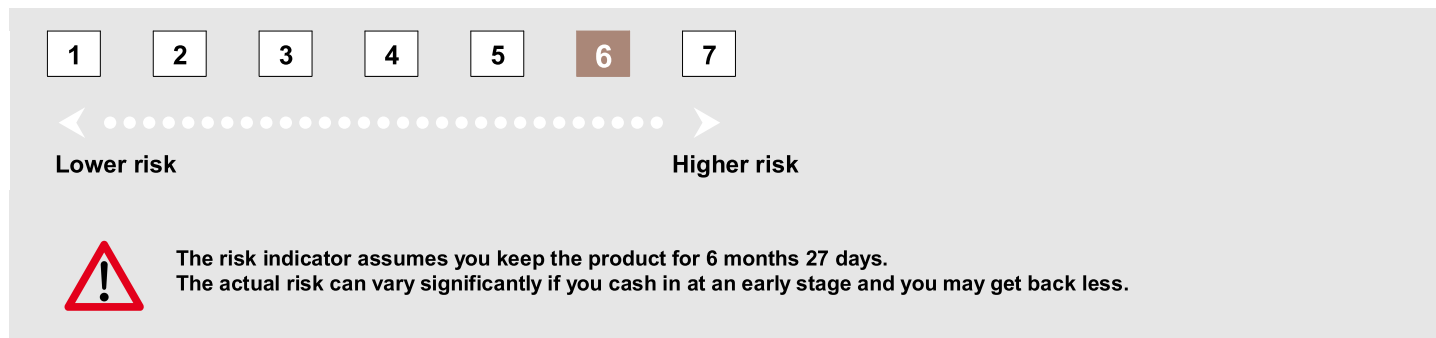 1 2 3 4 5 6 7
Lower risk Higher risk
The risk indicator assumes you keep the product for 6 months 27 days.
The actual risk can vary significantly if you cash in at an early stage and you may get back less.